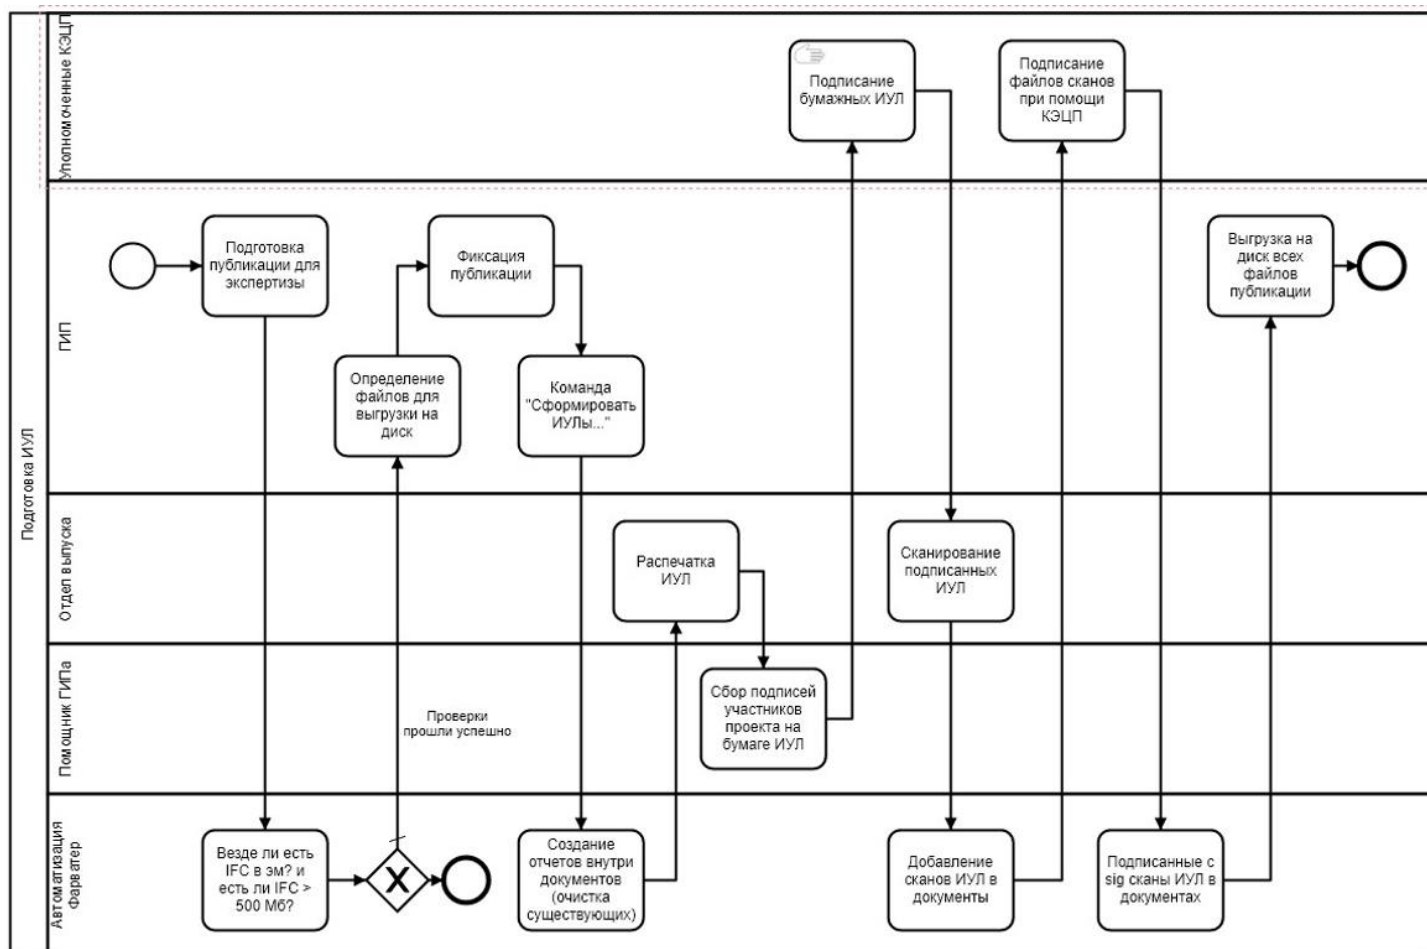 Подготовка ИУЛ
Уполномоченные КЭЦП
Подписание
бумажных ИУЛ
Подписание
файлов сканов
при помощи
КЭЦП
ГИП
Подготовка
публикации для
экспертизы
Определение
файлов для
выгрузки на
диск
Фиксация
публикации
Команда
"Сформировать
ИУЛы..."
Выгрузка на
диск всех
файлов
публикации
Отдел выпуска
Распечатка
ИУЛ
Сканирование
подписанных
ИУЛ
Помощник ГИПа
Проверки
прошли успешно
Сбор подписей
участников
проекта на
бумаге ИУЛ
Автоматизация
Фарватер
Везде ли есть
IFC в эм? и
есть ли IFC >
500 Мб?
X
Создание
отчетов внутри
документов
(очистка
существующих)
Добавление
сканов ИУЛ в
документы
Подписанные с
sig сканы ИУЛ в
документах